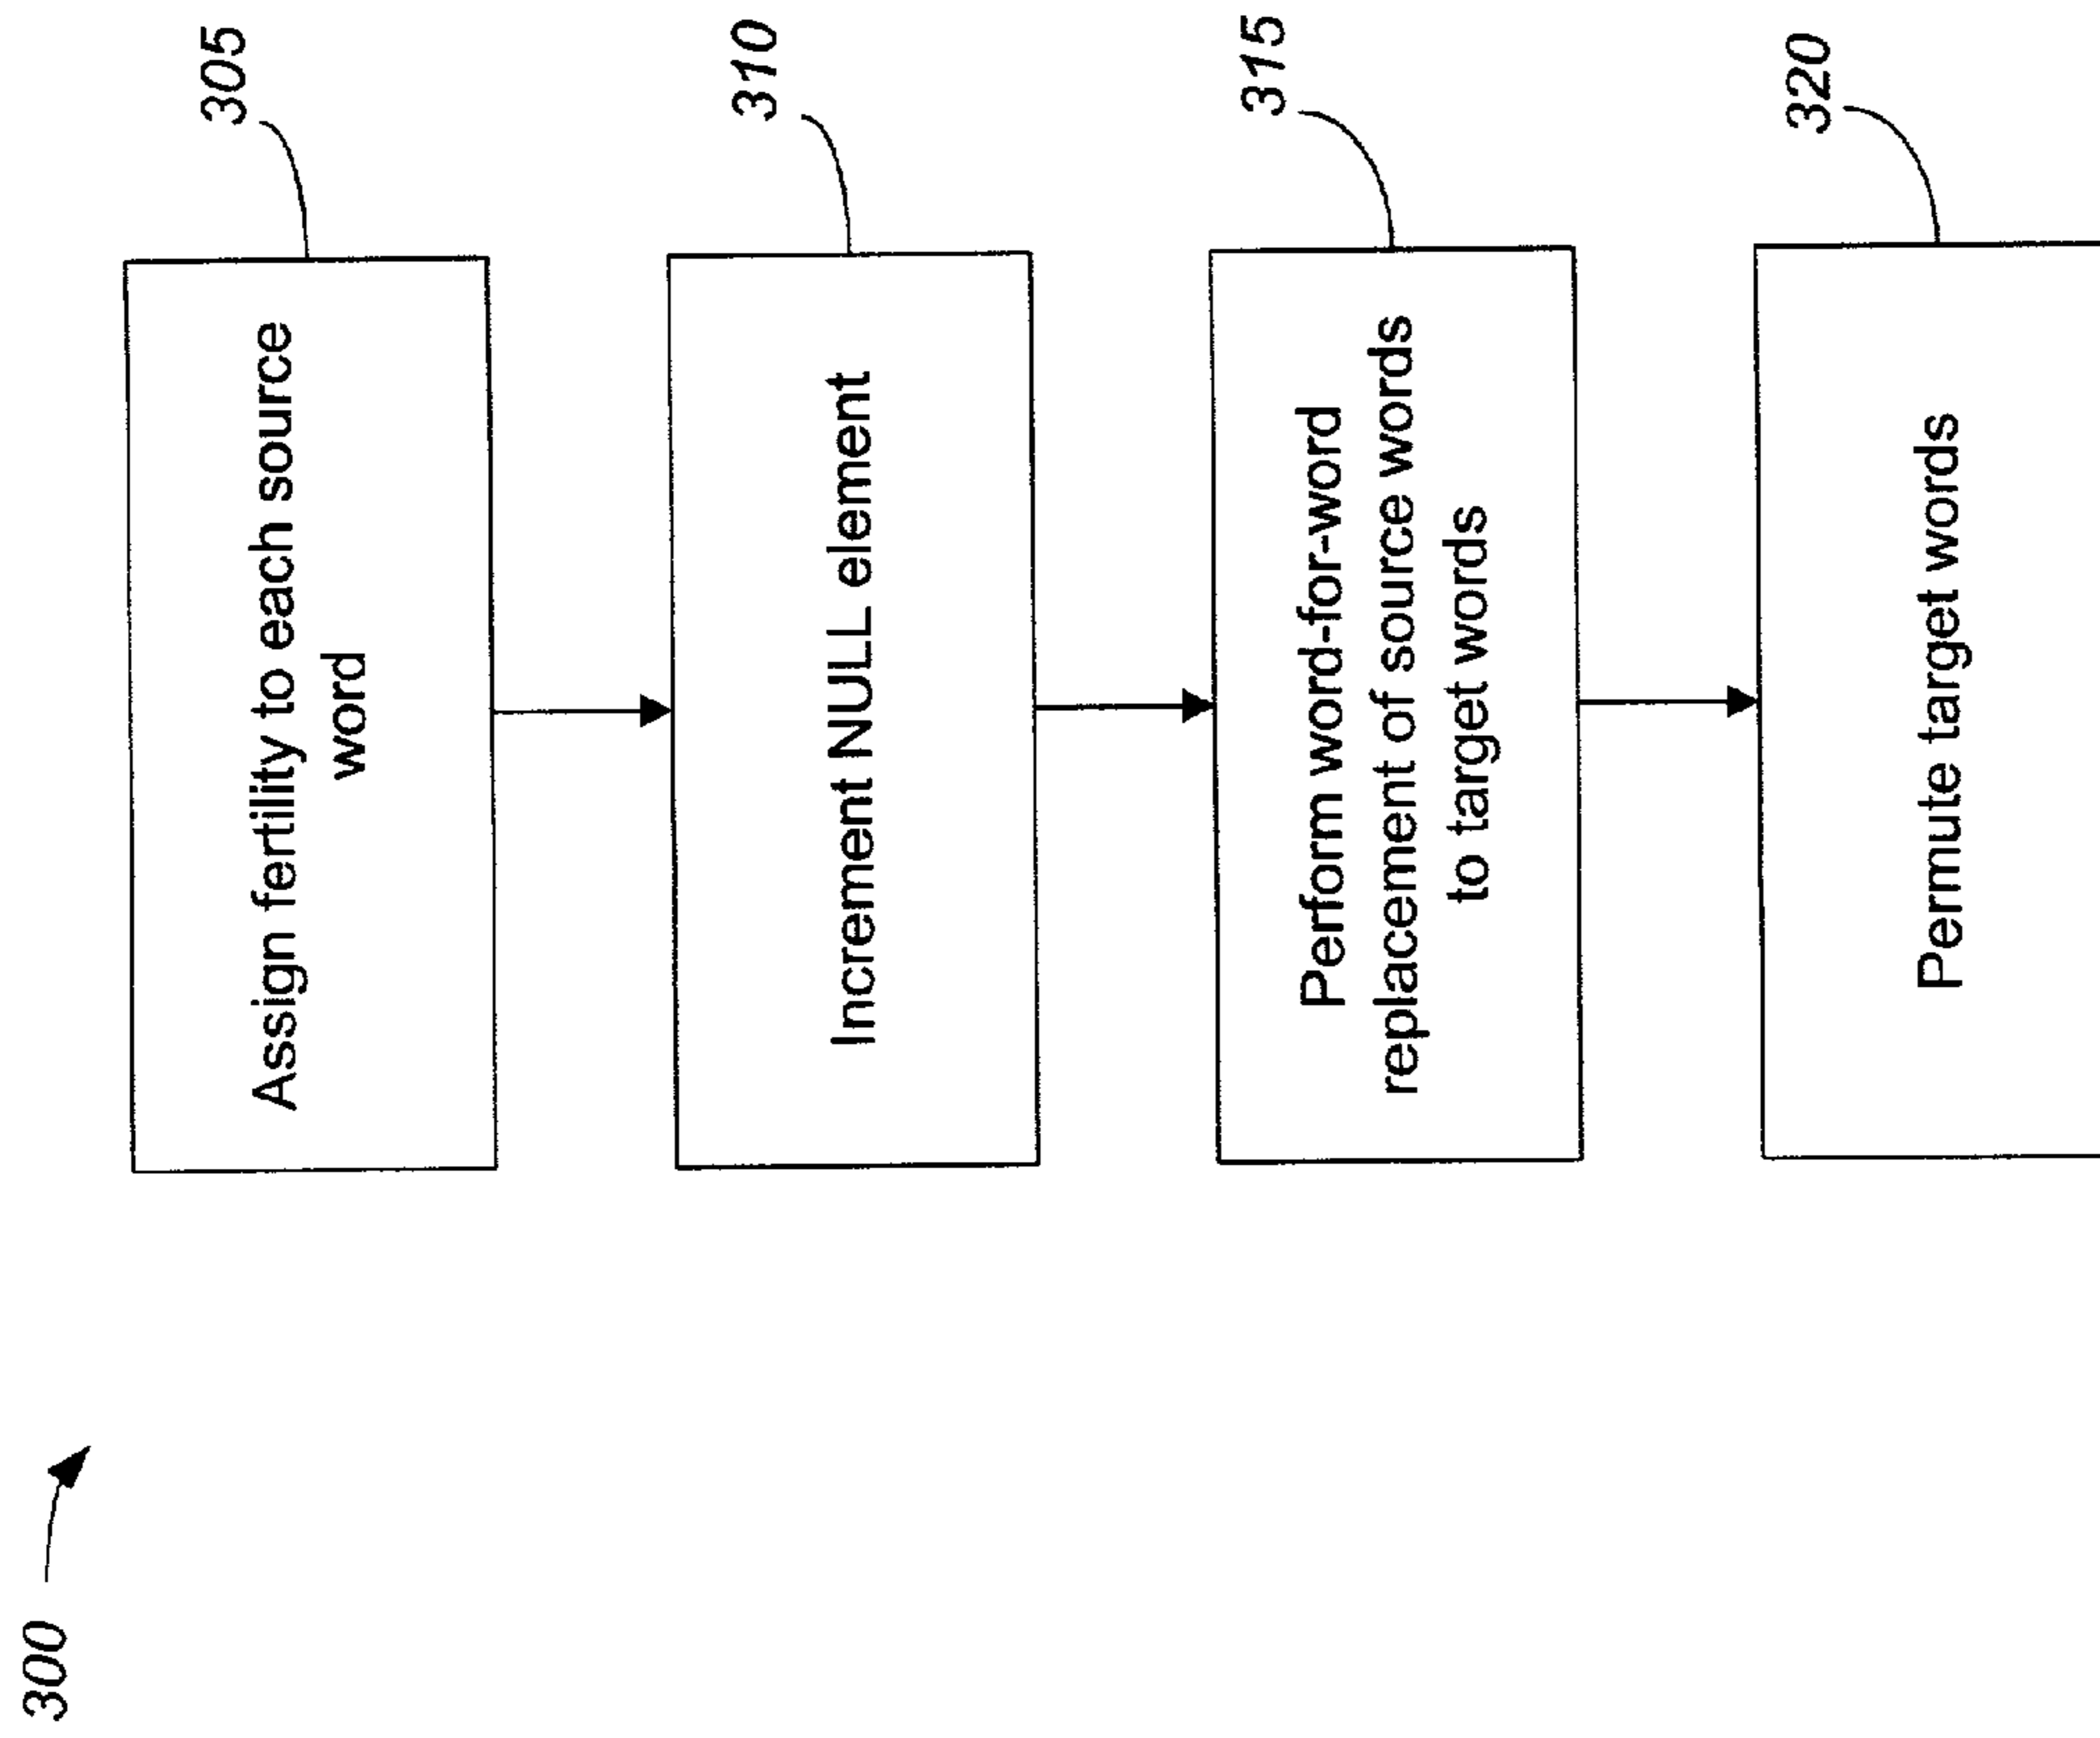 300
305
Assign fertility to each source
word
310
Increment NULL element
315
Perform word-for-word
replacement of source words
to target words
320
Permute target words